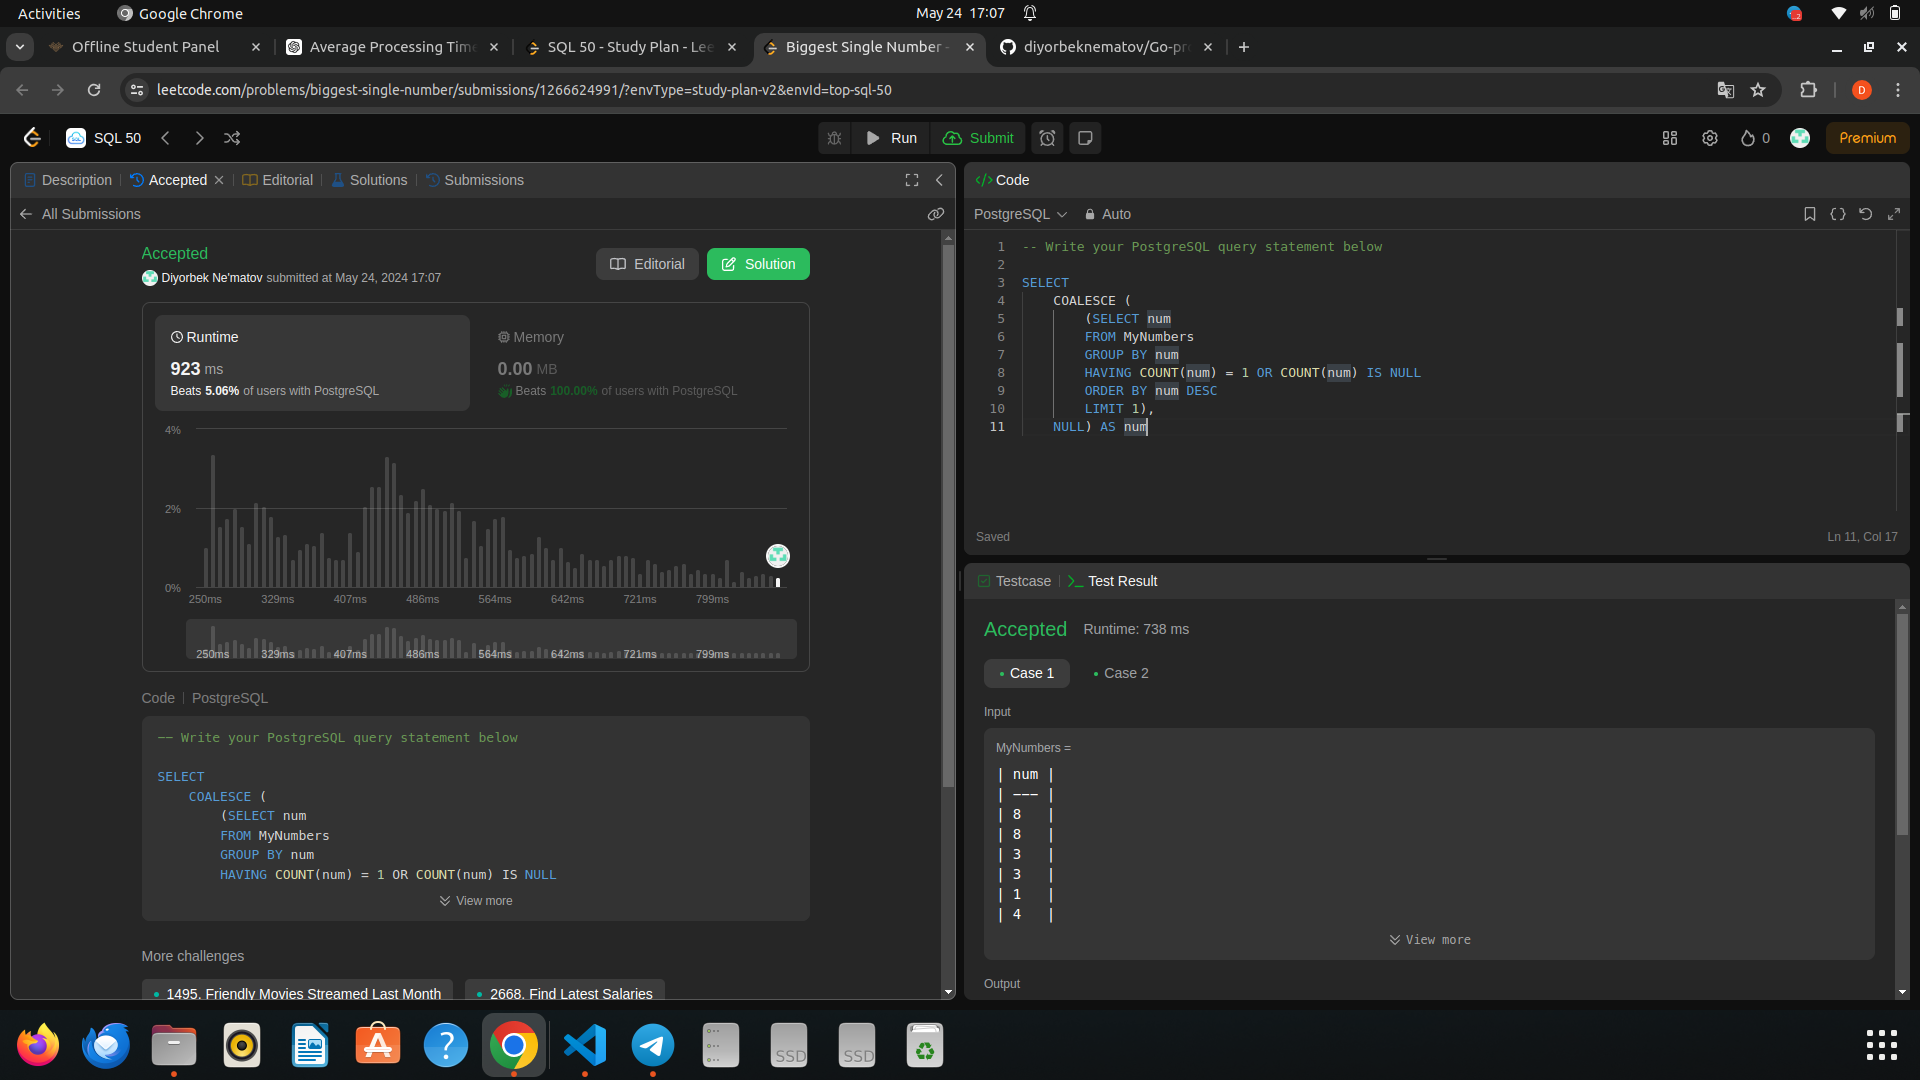 Activities
Google Chrome
May 24 17:07
Offline Student Panel
Average Processing Time
SQL 50 - Study Plan - Lee
Biggest Single Number -
diyorbeknematov/Go-pr
leetcode.com/problems/biggest-single-number/submissions/1266624991/?envType=study-plan-v2&envId=top-sql-50
D
SQL 50
Run
Submit
0
Premium
Description
Accepted
Editorial
Solutions
Submissions
All Submissions
Accepted
Diyorbek Ne'matov submitted at May 24, 2024 17:07
Editorial
Solution
Runtime
923 ms
Beats 5.06% of users with PostgreSQL
Memory
0.00 MB
Beats 100.00% of users with PostgreSQL
4%
2%
0%
250ms 329ms 407ms 486ms 564ms 642ms 721ms 799ms
250ms 329ms 407ms 486ms 564ms 642ms 721ms 799ms
Code | PostgreSQL
-- Write your PostgreSQL query statement below
SELECT
COALESCE (
(SELECT num
FROM MyNumbers
GROUP BY num
HAVING COUNT(num) = 1 OR COUNT(num) IS NULL
View more
More challenges
1495. Friendly Movies Streamed Last Month
2668. Find Latest Salaries
</> Code
PostgreSQL
Auto
1 -- Write your PostgreSQL query statement below
2
3 SELECT
4 COALESCE (
5 (SELECT num
6 FROM MyNumbers
7 GROUP BY num
8 HAVING COUNT(num) = 1 OR COUNT(num) IS NULL
9 ORDER BY num DESC
10 LIMIT 1),
11 NULL) AS num
Saved
Ln 11, Col 17
Testcase
Test Result
Accepted
Runtime: 738 ms
Case 1
Case 2
Input
MyNumbers =
| num |
| --- |
| 8 |
| 8 |
| 3 |
| 3 |
| 1 |
| 4 |
View more
Output
SSD
SSD